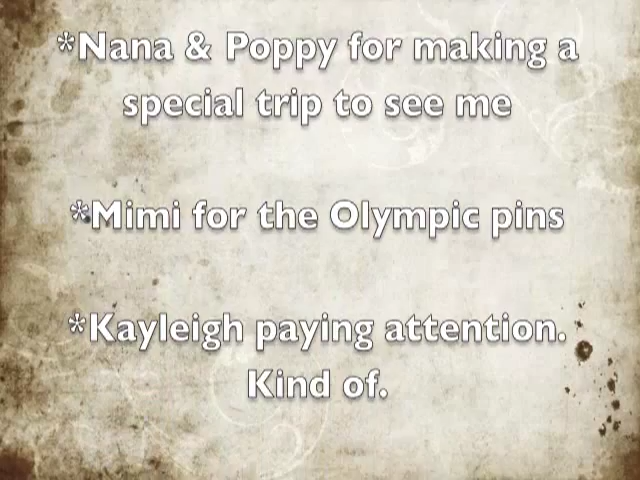 *Nana & Poppy for making a
special trip to see me
*Mimi for the Olympic pins
*Kayleigh paying attention.
Kind of.